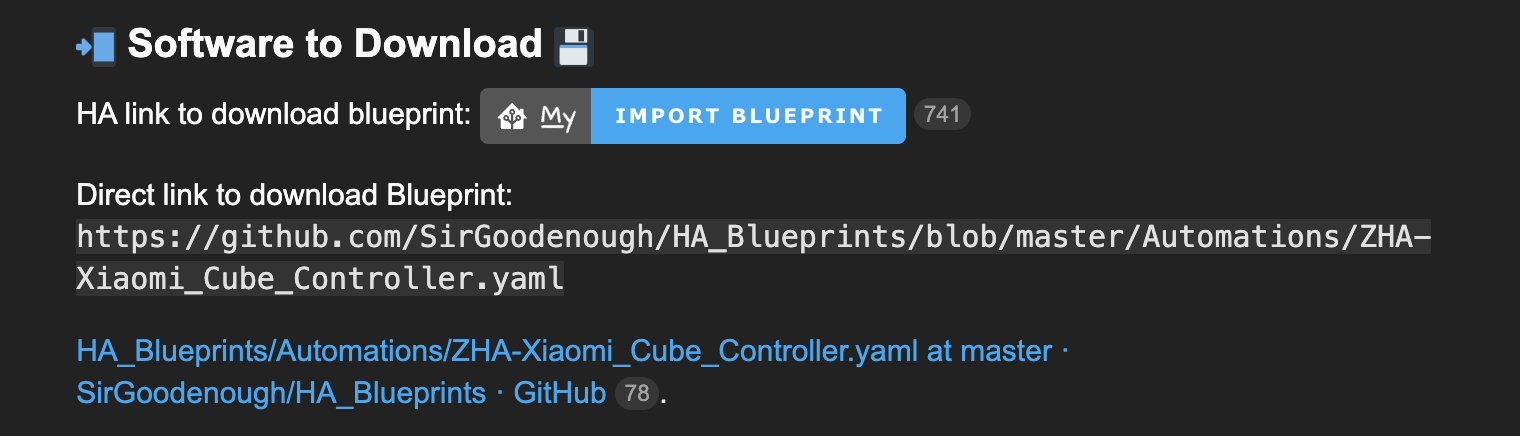 Software to Download
HA link to download blueprint: My IMPORT BLUEPRINT 741
Direct link to download Blueprint:
https://github.com/SirGoodenough/HA_Blueprints/blob/master/Automations/ZHA-
Xiaomi_Cube_Controller.yaml
HA_Blueprints/Automations/ZHA-Xiaomi_Cube_Controller.yaml at master ·
SirGoodenough/HA_Blueprints · GitHub 78 .